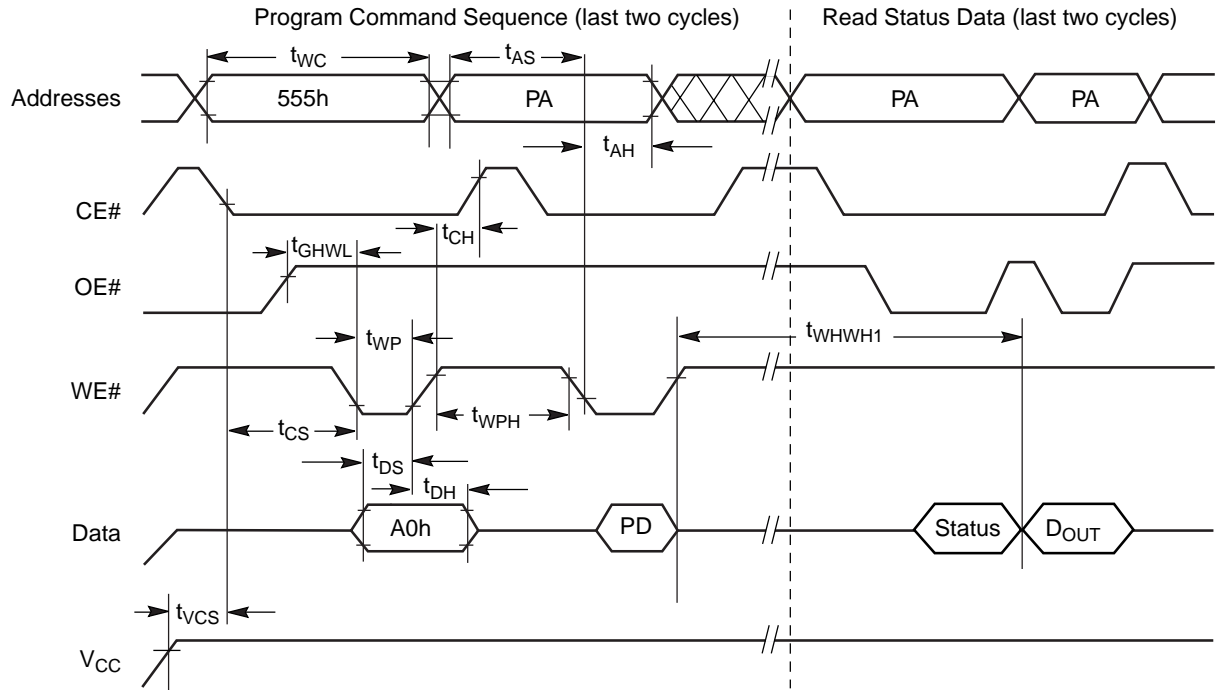 Program Command Sequence (last two cycles)
Read Status Data (last two cycles)
tWC
tAS
Addresses
555h
PA
PA
PA
tAH
CE#
tCH
tGHWL
OE#
tWP
tWHWH1
WE#
tWPH
tCS
tDS
tDH
Data
A0h
PD
Status
DOUT
tVCS
VCC